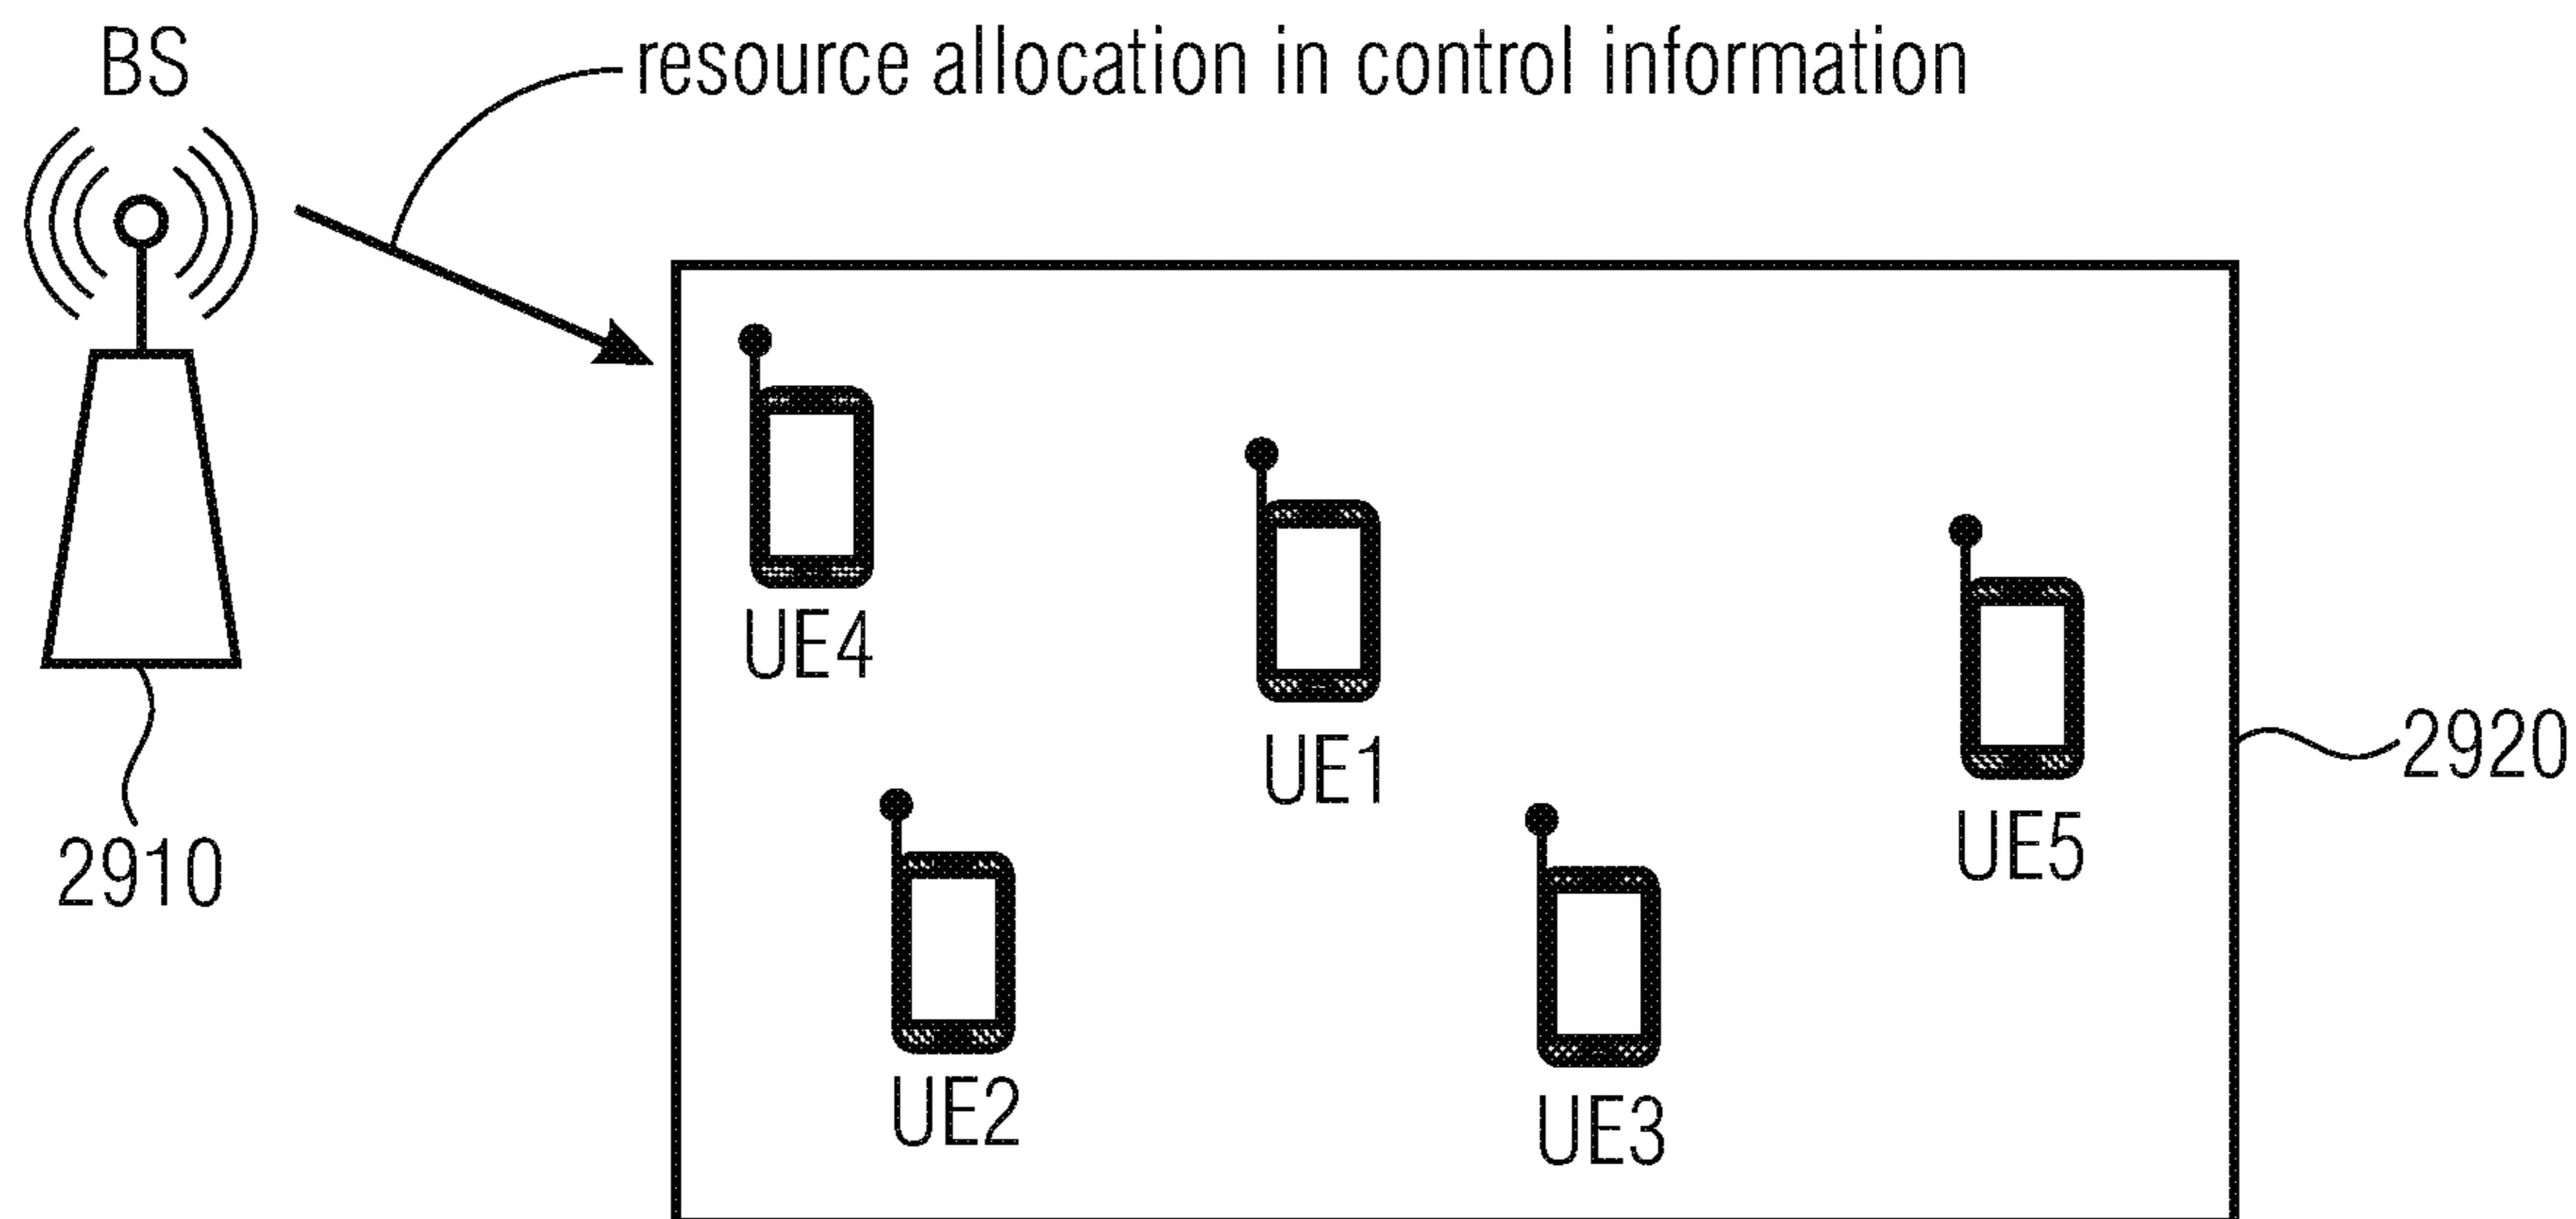 BS
resource allocation in control information
UE4
UE1
UE5
2920
2910
UE2
UE3